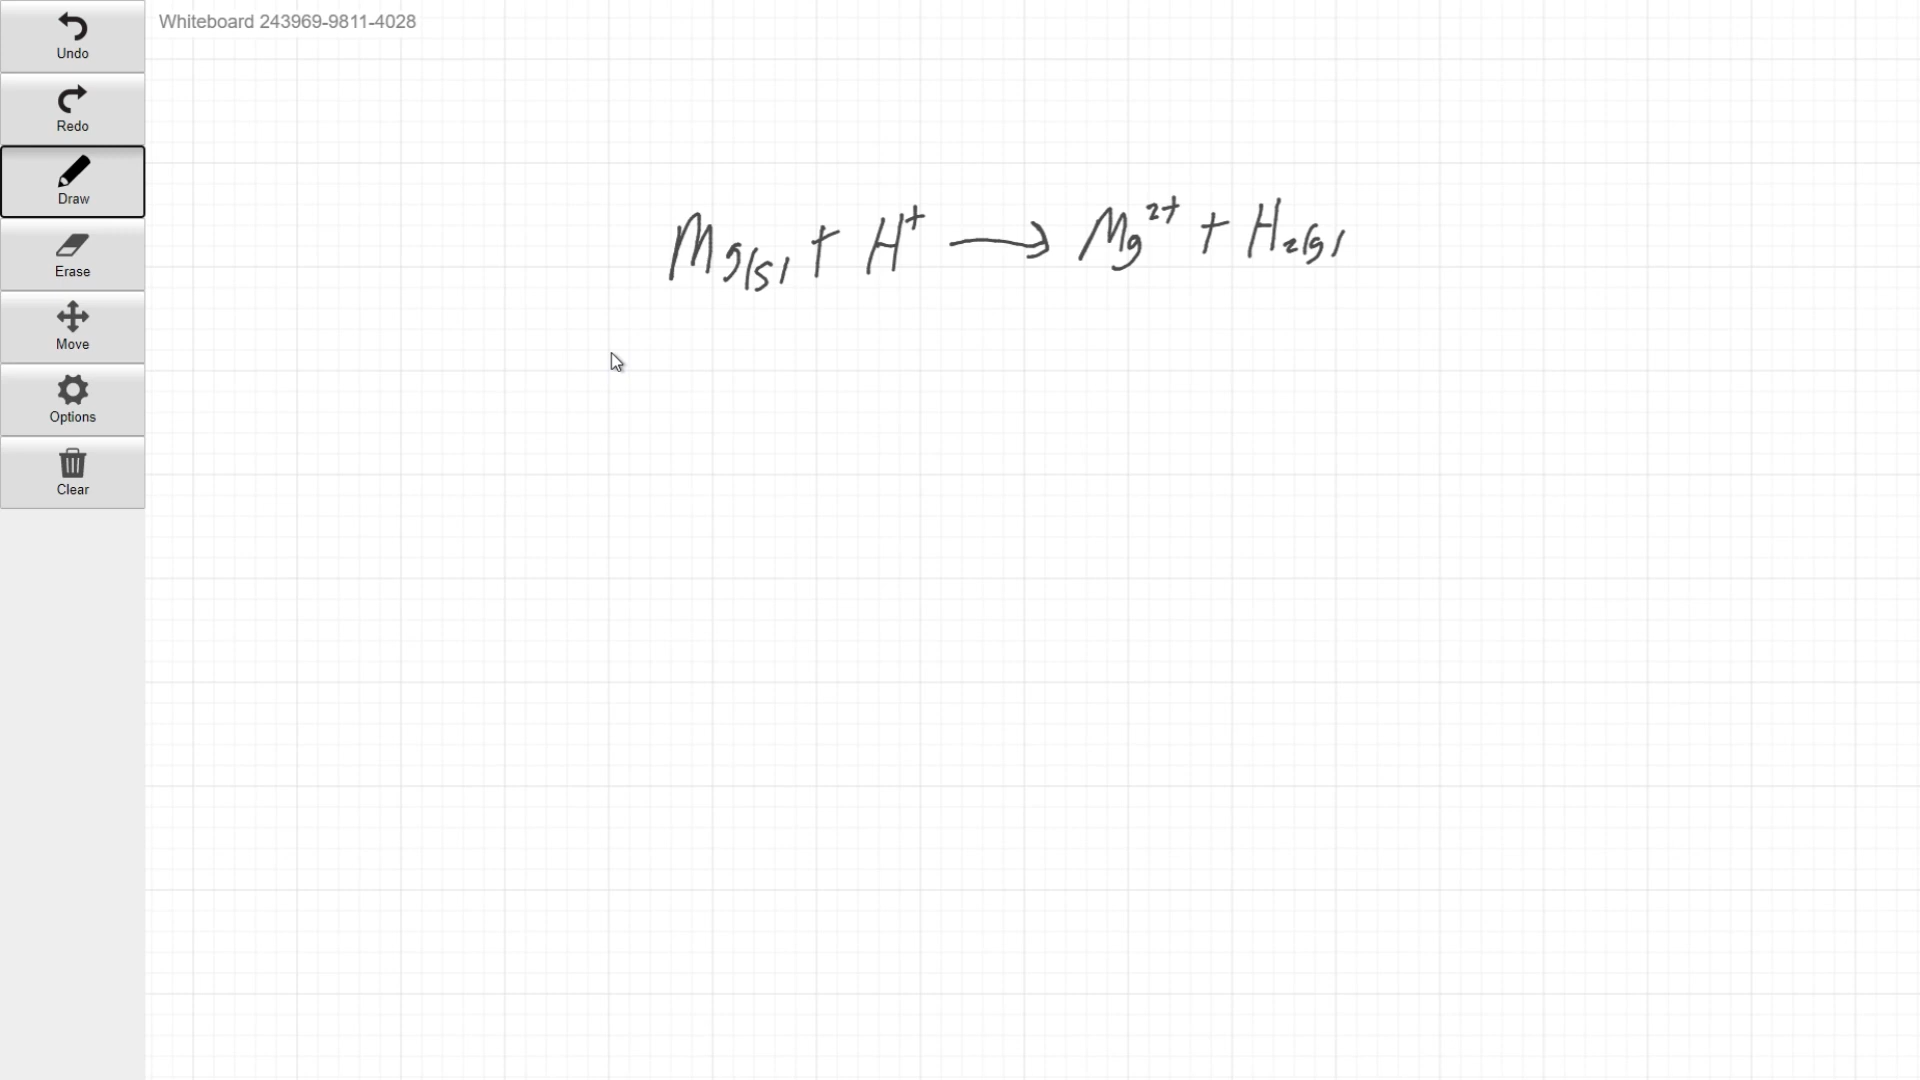 Whiteboard 243969-9811-4028
Undo
Redo
Draw
Erase
Move
Options
Clear
Mg(s) + H⁺ → Mg²⁺ + H₂(g)